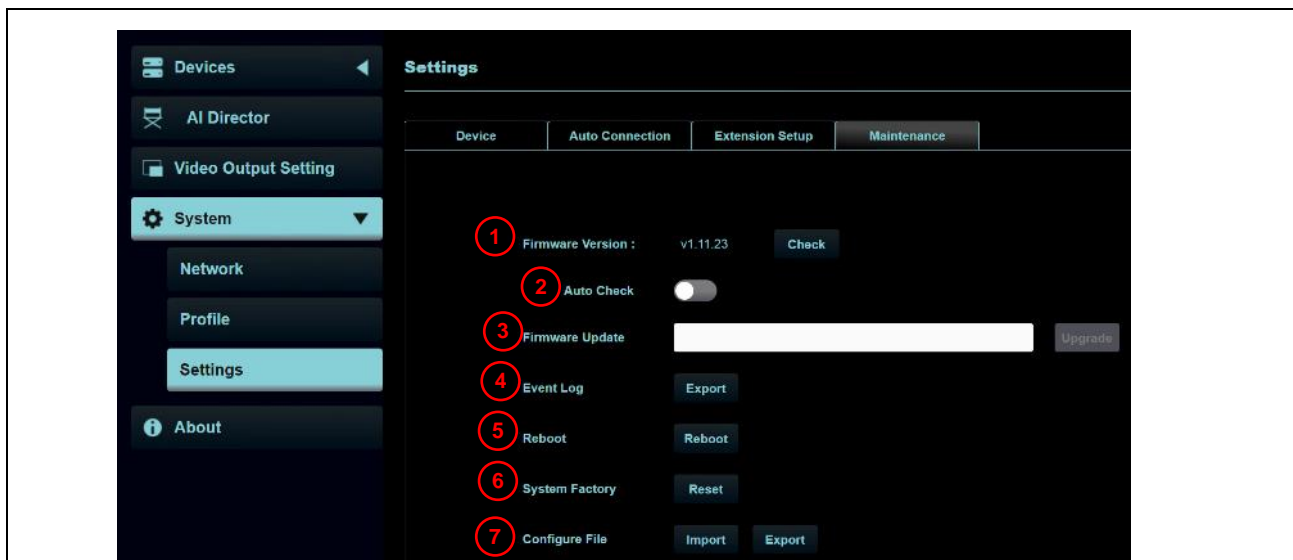 Devices
AI Director
Video Output Setting
System
Network
Profile
Settings
About
Settings
Device Auto Connection Extension Setup Maintenance
1 Firmware Version : v1.11.23 Check
2 Auto Check
3 Firmware Update Upgrade
4 Event Log Export
5 Reboot Reboot
6 System Factory Reset
7 Configure File Import Export